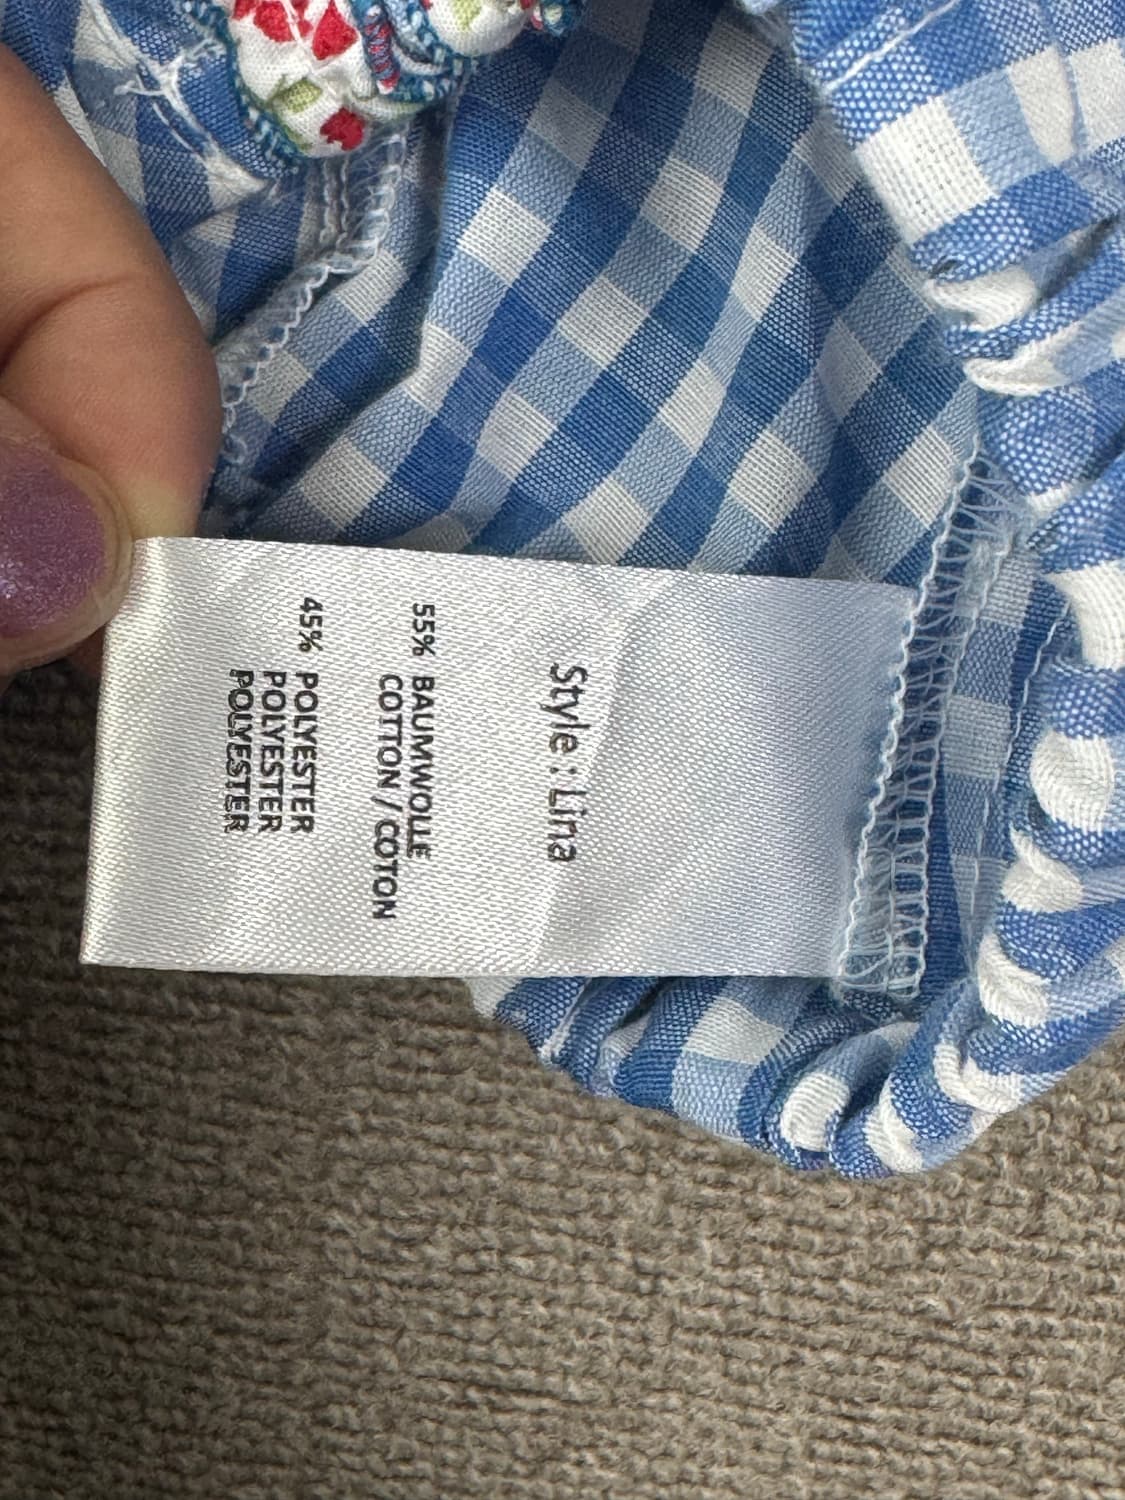 Style: Lina
55% BAUMWOLLE
COTTON / COTON
45% POLYESTER
POLYESTER
POLYESTER